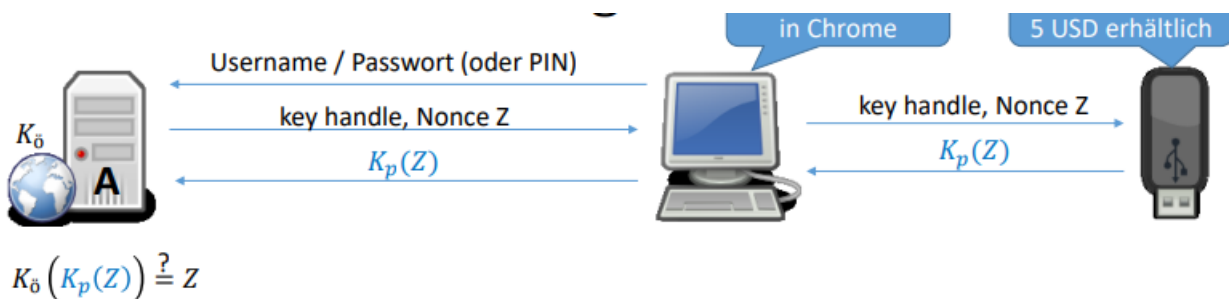 in Chrome
5 USD erhältlich
Username / Passwort (oder PIN)
key handle, Nonce Z
key handle, Nonce Z
K_ö
A
K_p(Z)
K_p(Z)
K_ö(K_p(Z)) ≟ Z